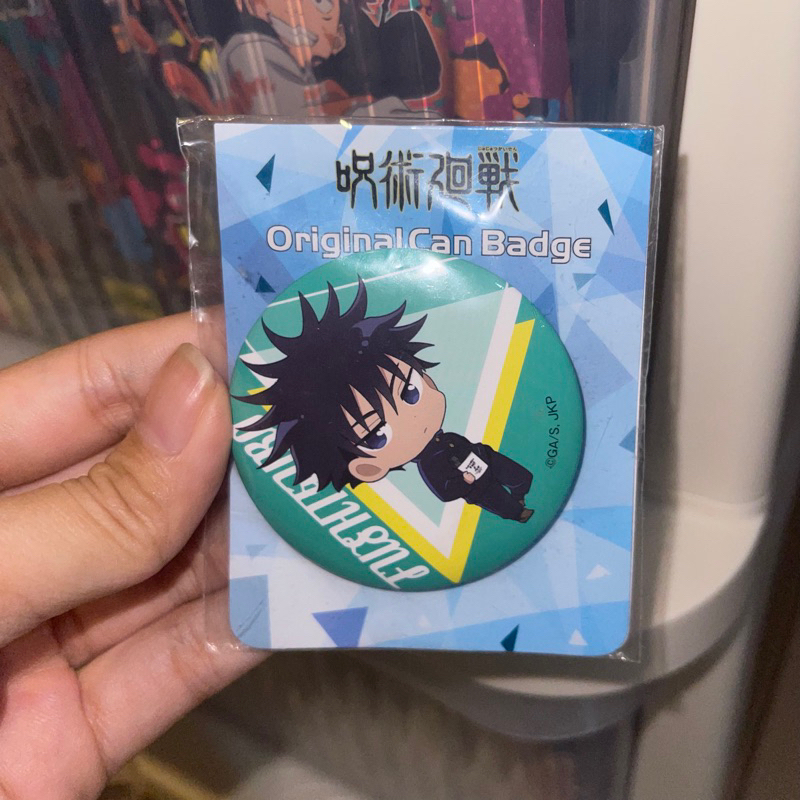 呪術廻戦
Original Can Badge
©GA/S, JKP
FUSHIGURO